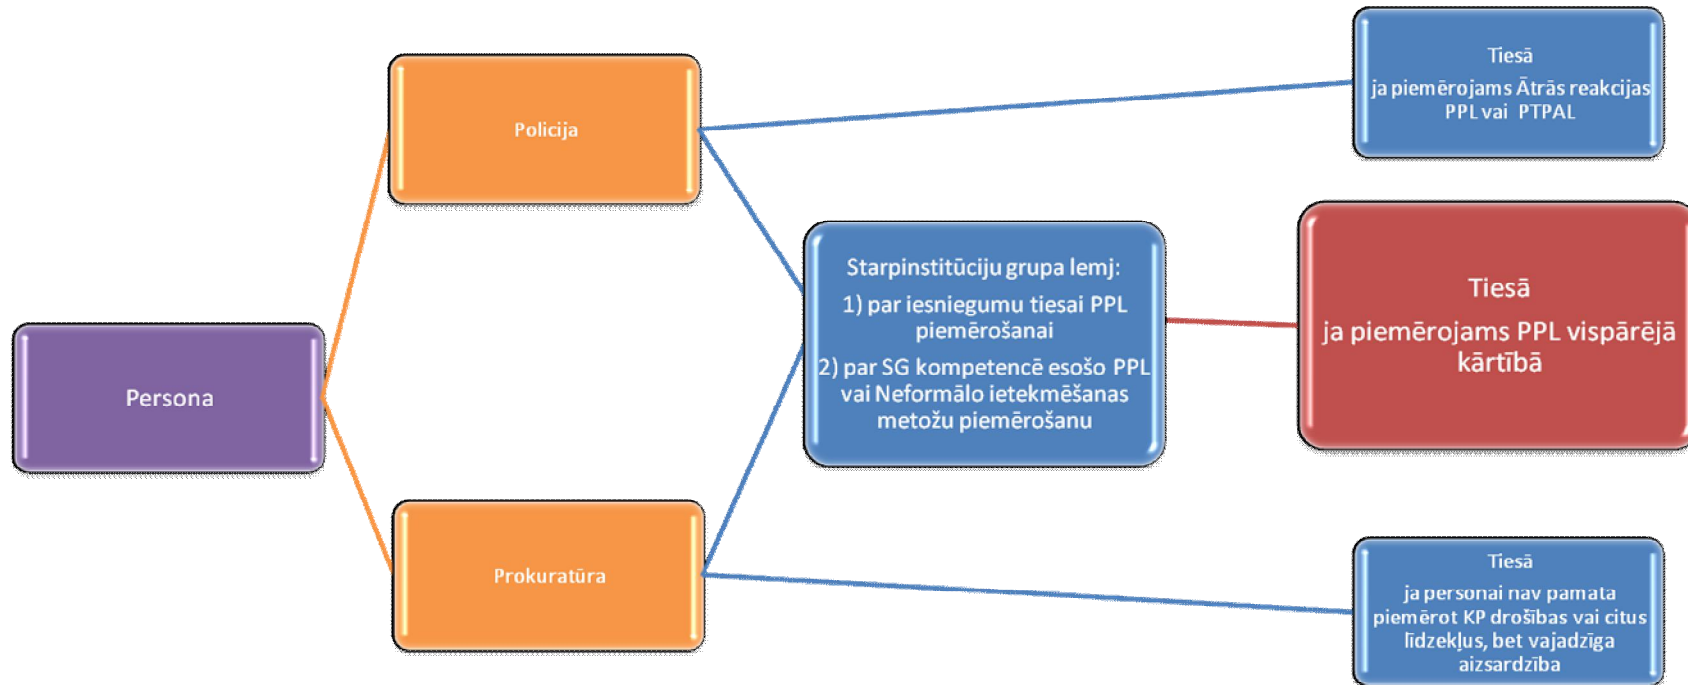 Persona
Policija
Prokuratūra
Starpinstitūciju grupa lemj:
1) par iesniegumu tiesai PPL
piemērošanai
2) par SG kompetencē esošo PPL
vai Neformālo ietekmēšanas
metožu piemērošanu
Tiesā
ja piemērojams Ātrās reakcijas
PPL vai PTPAL
Tiesā
ja piemērojams PPL vispārējā
kārtībā
Tiesā
ja personai nav pamata
piemērot KP drošības vai citus
līdzekļus, bet vajadzīga
aizsardzība